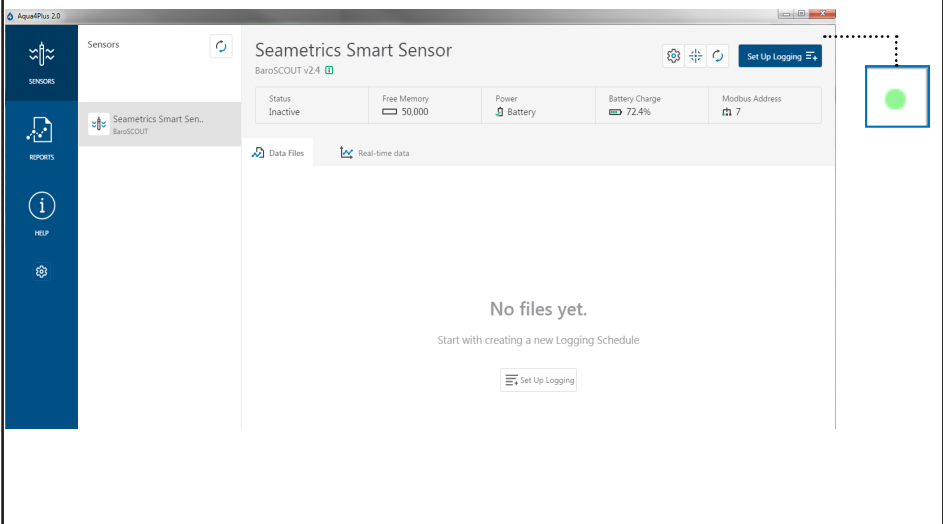 Aqua4Plus 2.0
SENSORS
REPORTS
HELP
Sensors
Seametrics Smart Sen..
BaroSCOUT
Seametrics Smart Sensor
BaroSCOUT v2.4
Set Up Logging
Status
Inactive
Free Memory
50,000
Power
Battery
Battery Charge
72.4%
Modbus Address
7
Data Files
Real-time data
No files yet.
Start with creating a new Logging Schedule
Set Up Logging